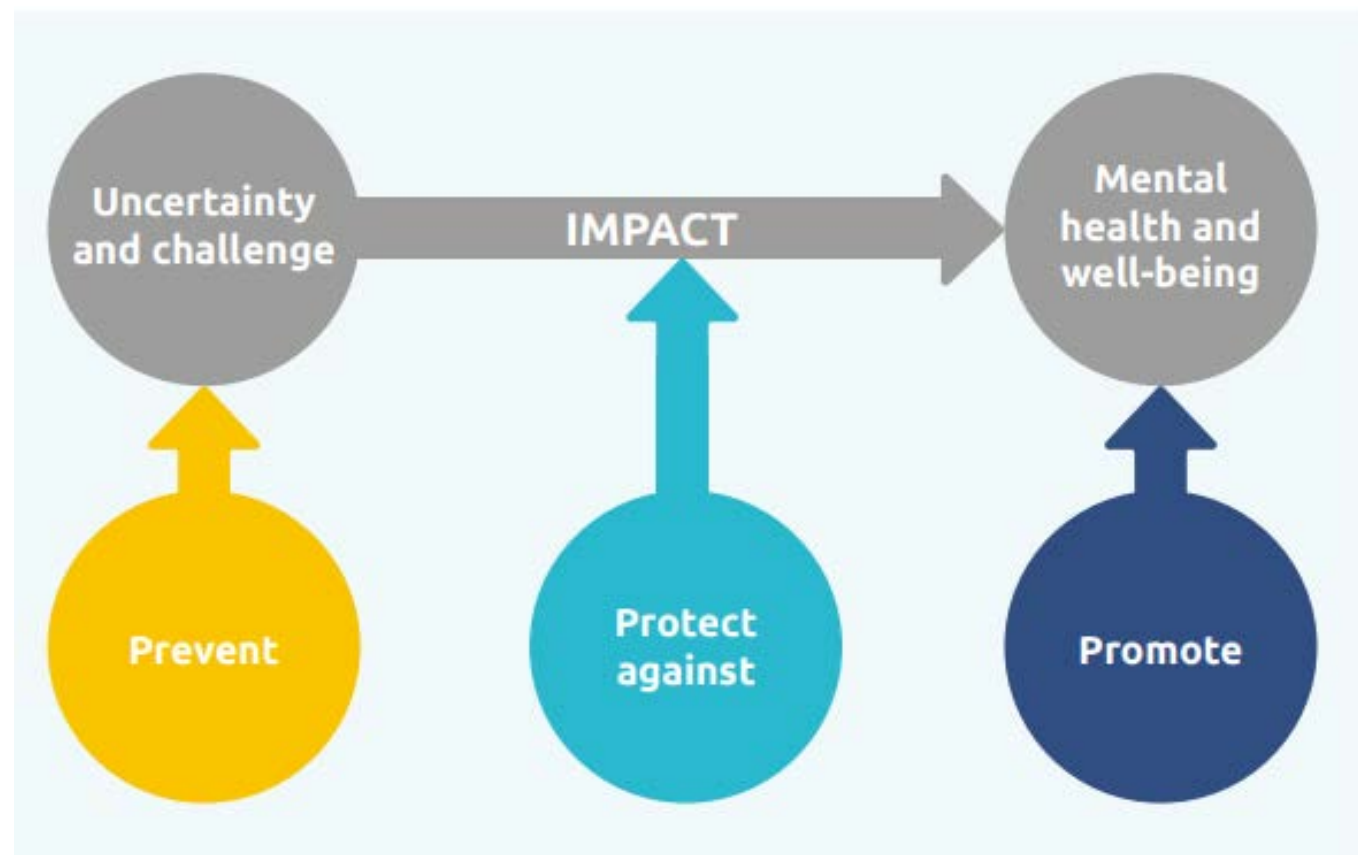 Uncertainty
and challenge
IMPACT
Mental
health and
well-being
Prevent
Protect
against
Promote